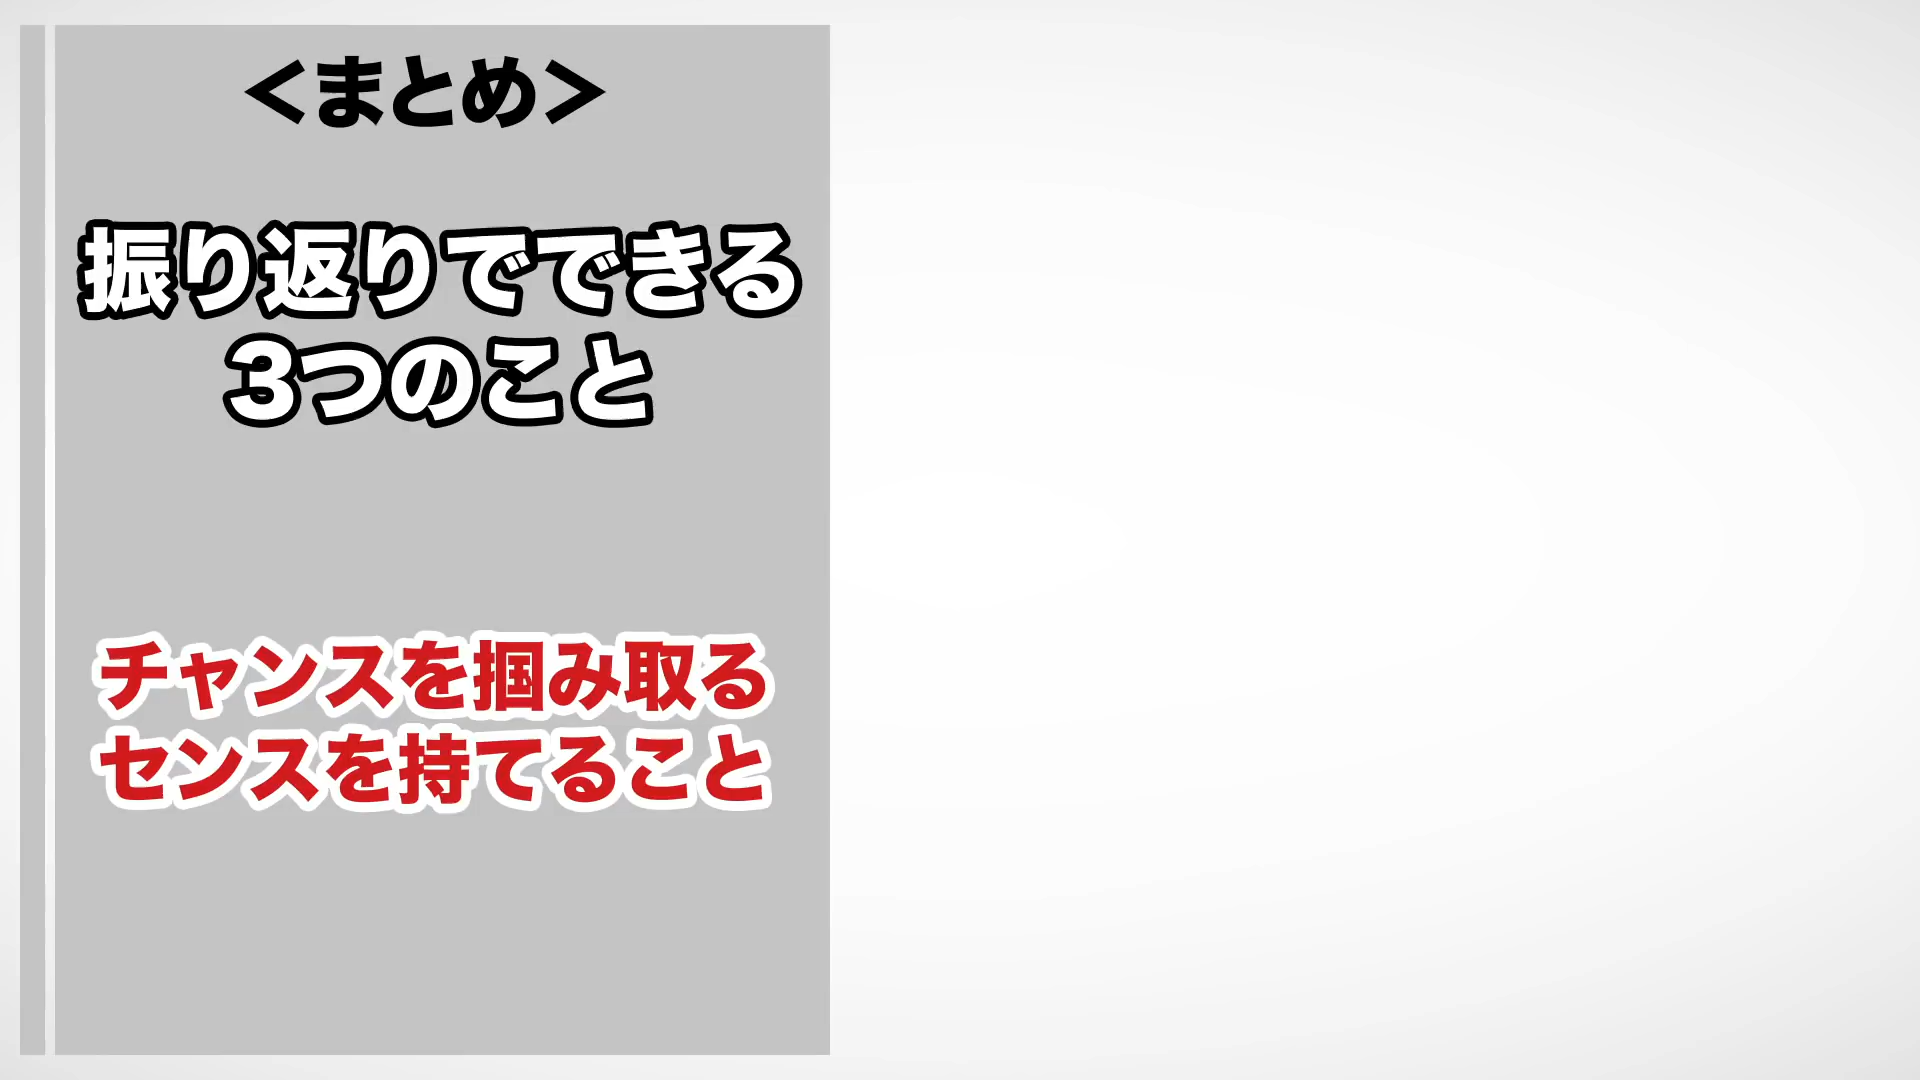 ＜まとめ＞
振り返りでできる
3つのこと
チャンスを掴み取る
センスを持てること